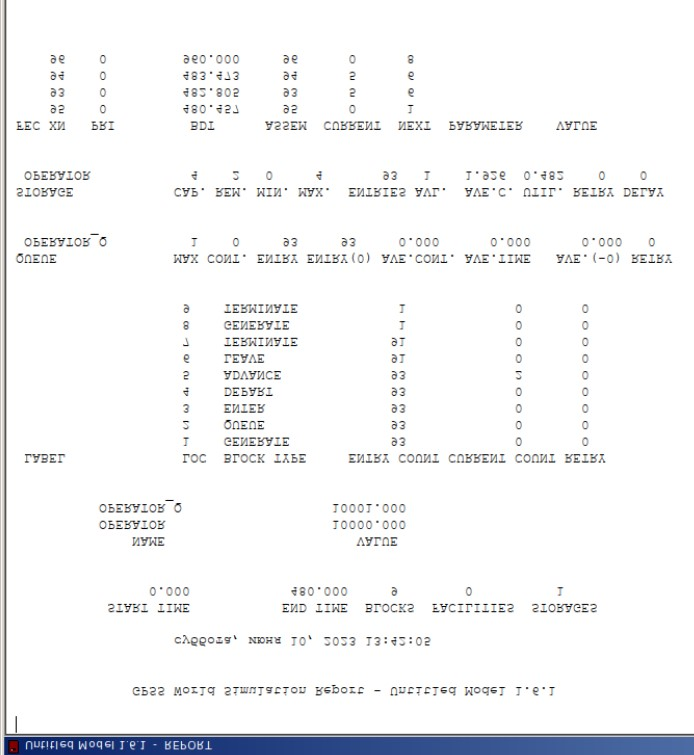 Untitled Model 1.6.1 - REPORT
GPSS World Simulation Report - Untitled Model 1.6.1
суббота, июня 10, 2023 13:42:05
START TIME END TIME BLOCKS FACILITIES STORAGES
0.000 480.000 9 0 1
NAME VALUE
OPERATOR 10000.000
OPERATOR_Q 10001.000
LABEL LOC BLOCK TYPE ENTRY COUNT CURRENT COUNT RETRY
1 GENERATE 93 0 0
2 QUEUE 93 0 0
3 ENTER 93 0 0
4 DEPART 93 0 0
5 ADVANCE 93 2 0
6 LEAVE 91 0 0
7 TERMINATE 91 0 0
8 GENERATE 1 0 0
9 TERMINATE 1 0 0
QUEUE MAX CONT. ENTRY ENTRY(0) AVE.CONT. AVE.TIME AVE.(-0) RETRY
OPERATOR_Q 1 0 93 93 0.000 0.000 0.000 0
STORAGE CAP. REM. MIN. MAX. ENTRIES AVL. AVE.C. UTIL. RETRY DELAY
OPERATOR 4 2 0 4 93 1 1.926 0.482 0 0
FEC XN PRI BDT ASSEM CURRENT NEXT PARAMETER VALUE
95 0 480.457 95 0 1
93 0 482.805 93 5 6
94 0 483.473 94 5 6
96 0 960.000 96 0 8